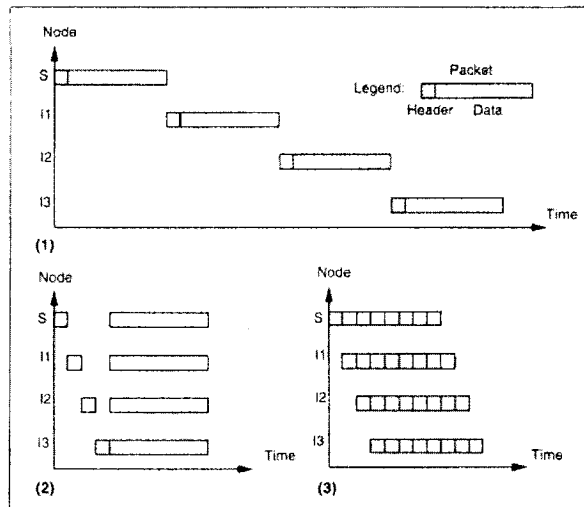 Node
S
I1
I2
I3
Time
Packet
Legend:
Header Data
(1)
Node
S
I1
I2
I3
Time
(2)
Node
S
I1
I2
I3
Time
(3)